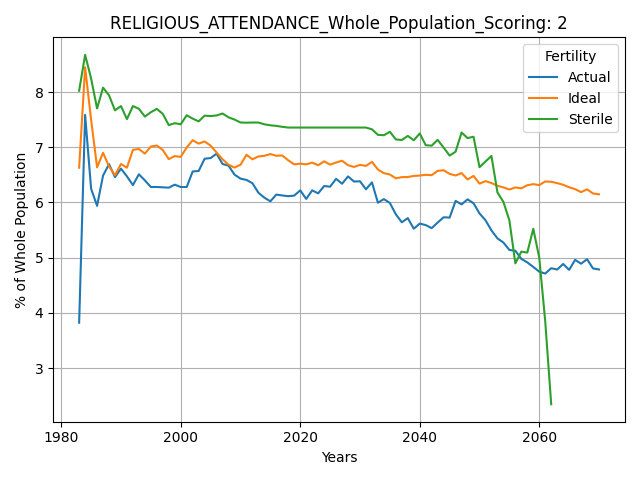 RELIGIOUS_ATTENDANCE_Whole_Population_Scoring: 2
Fertility
Actual
Ideal
Sterile
% of Whole Population
8
7
6
5
4
3
1980
2000
2020
2040
2060
Years